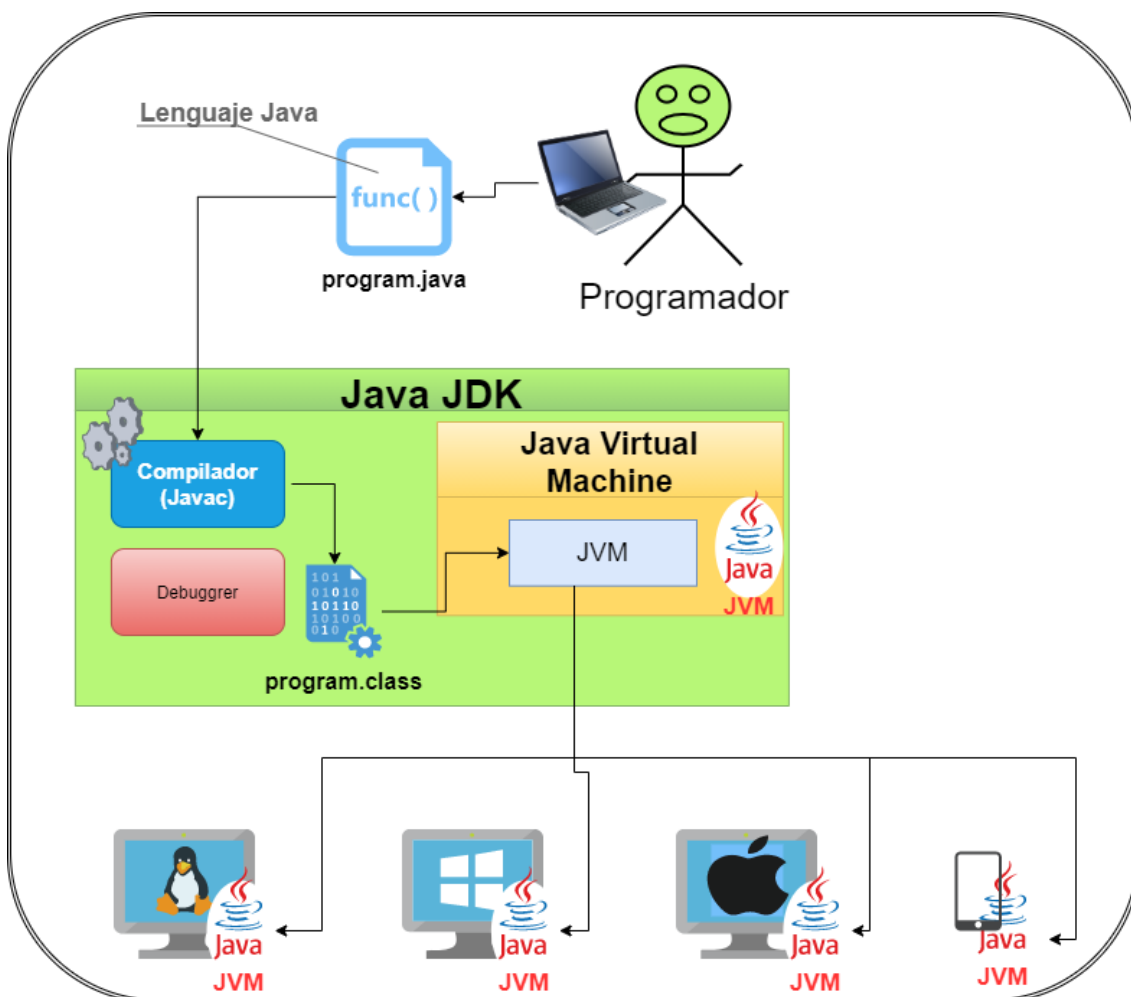 Lenguaje Java
func( )
program.java
Programador
Java JDK
Compilador
(Javac)
Java Virtual
Machine
JVM
Java
JVM
Debuggrer
101
01010
10110
10100
010
program.class
Java
JVM
Java
JVM
Java
JVM
Java
JVM